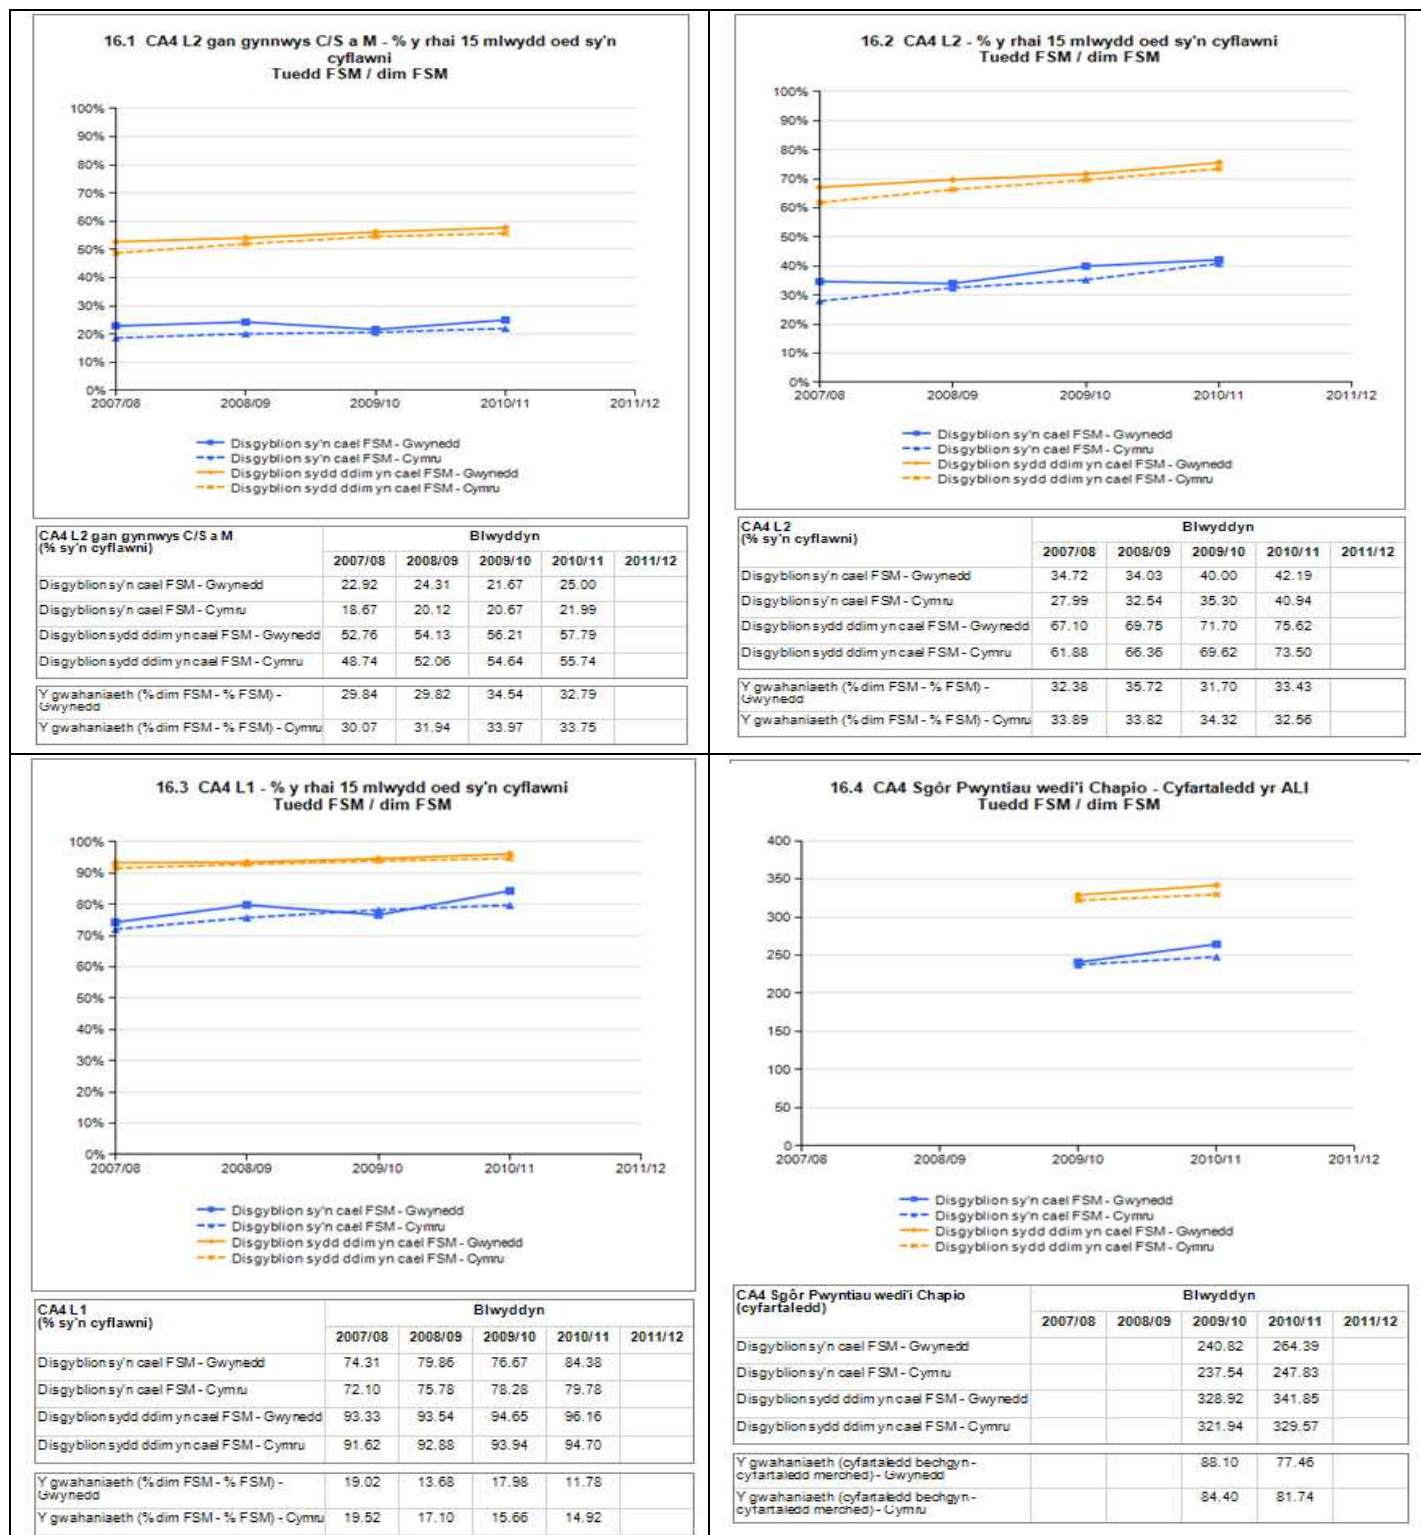 16.1 CA4 L2 gan gynnwys C/S a M - % y rhai 15 mlwydd oed sy'n
cyflawni
Tuedd FSM / dim FSM
100%
90%
80%
70%
60%
50%
40%
30%
20%
10%
0%
2007/08 2008/09 2009/10 2010/11 2011/12
Disgyblion sy'n cael FSM - Gwynedd
Disgyblion sy'n cael FSM - Cymru
Disgyblion sydd ddim yn cael FSM - Gwynedd
Disgyblion sydd ddim yn cael FSM - Cymru
CA4 L2 gan gynnwys C/S a M
(% sy'n cyflawni)
Blwyddyn
2007/08 2008/09 2009/10 2010/11 2011/12
Disgyblion sy'n cael FSM - Gwynedd 22.92 24.31 21.67 25.00
Disgyblion sy'n cael FSM - Cymru 18.67 20.12 20.67 21.99
Disgyblion sydd ddim yn cael FSM - Gwynedd 52.76 54.13 56.21 57.79
Disgyblion sydd ddim yn cael FSM - Cymru 48.74 52.06 54.64 55.74
Y gwahaniaeth (% dim FSM - % FSM) -
Gwynedd 29.84 29.82 34.54 32.79
Y gwahaniaeth (% dim FSM - % FSM) - Cymru 30.07 31.94 33.97 33.75
16.2 CA4 L2 - % y rhai 15 mlwydd oed sy'n cyflawni
Tuedd FSM / dim FSM
100%
90%
80%
70%
60%
50%
40%
30%
20%
10%
0%
2007/08 2008/09 2009/10 2010/11 2011/12
Disgyblion sy'n cael FSM - Gwynedd
Disgyblion sy'n cael FSM - Cymru
Disgyblion sydd ddim yn cael FSM - Gwynedd
Disgyblion sydd ddim yn cael FSM - Cymru
CA4 L2
(% sy'n cyflawni)
Blwyddyn
2007/08 2008/09 2009/10 2010/11 2011/12
Disgyblion sy'n cael FSM - Gwynedd 34.72 34.03 40.00 42.19
Disgyblion sy'n cael FSM - Cymru 27.99 32.54 35.30 40.94
Disgyblion sydd ddim yn cael FSM - Gwynedd 67.10 69.75 71.70 75.62
Disgyblion sydd ddim yn cael FSM - Cymru 61.88 66.36 69.62 73.50
Y gwahaniaeth (% dim FSM - % FSM) -
Gwynedd 32.38 35.72 31.70 33.43
Y gwahaniaeth (% dim FSM - % FSM) - Cymru 33.89 33.82 34.32 32.56
16.3 CA4 L1 - % y rhai 15 mlwydd oed sy'n cyflawni
Tuedd FSM / dim FSM
100%
90%
80%
70%
60%
50%
40%
30%
20%
10%
0%
2007/08 2008/09 2009/10 2010/11 2011/12
Disgyblion sy'n cael FSM - Gwynedd
Disgyblion sy'n cael FSM - Cymru
Disgyblion sydd ddim yn cael FSM - Gwynedd
Disgyblion sydd ddim yn cael FSM - Cymru
CA4 L1
(% sy'n cyflawni)
Blwyddyn
2007/08 2008/09 2009/10 2010/11 2011/12
Disgyblion sy'n cael FSM - Gwynedd 74.31 79.86 76.67 84.38
Disgyblion sy'n cael FSM - Cymru 72.10 75.78 78.28 79.78
Disgyblion sydd ddim yn cael FSM - Gwynedd 93.33 93.54 94.65 96.16
Disgyblion sydd ddim yn cael FSM - Cymru 91.62 92.88 93.94 94.70
Y gwahaniaeth (% dim FSM - % FSM) -
Gwynedd 19.02 13.68 17.98 11.78
Y gwahaniaeth (% dim FSM - % FSM) - Cymru 19.52 17.10 15.66 14.92
16.4 CA4 Sgôr Pwyntiau wedi'i Chapio - Cyfartaledd yr ALl
Tuedd FSM / dim FSM
400
350
300
250
200
150
100
50
0
2007/08 2008/09 2009/10 2010/11 2011/12
Disgyblion sy'n cael FSM - Gwynedd
Disgyblion sy'n cael FSM - Cymru
Disgyblion sydd ddim yn cael FSM - Gwynedd
Disgyblion sydd ddim yn cael FSM - Cymru
CA4 Sgôr Pwyntiau wedi'i Chapio
(cyfartaledd)
Blwyddyn
2007/08 2008/09 2009/10 2010/11 2011/12
Disgyblion sy'n cael FSM - Gwynedd 240.82 264.39
Disgyblion sy'n cael FSM - Cymru 237.54 247.83
Disgyblion sydd ddim yn cael FSM - Gwynedd 328.92 341.85
Disgyblion sydd ddim yn cael FSM - Cymru 321.94 329.57
Y gwahaniaeth (cyfartaledd bechgyn -
cyfartaledd merched) - Gwynedd 88.10 77.46
Y gwahaniaeth (cyfartaledd bechgyn -
cyfartaledd merched) - Cymru 84.40 81.74